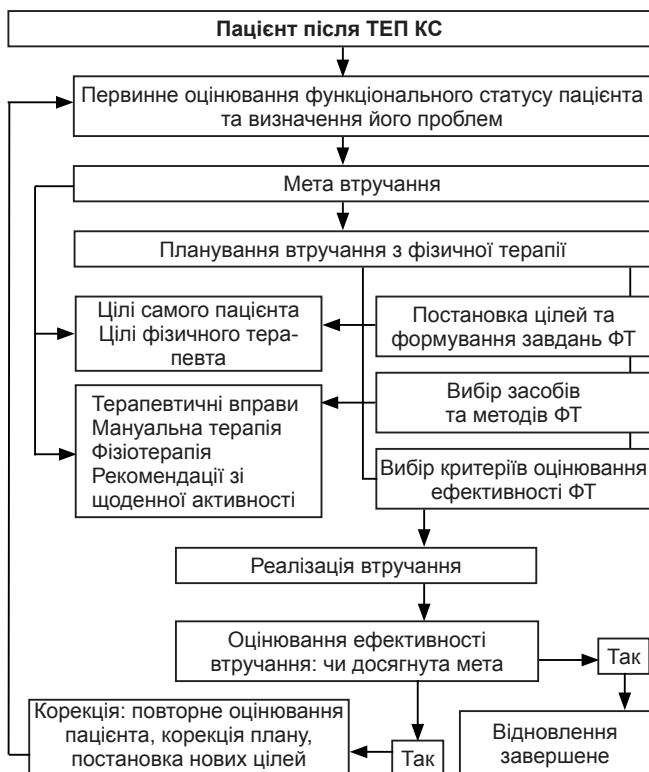 Пацієнт після ТЕП КС
Первинне оцінювання функціонального статусу пацієнта
та визначення його проблем
Мета втручання
Планування втручання з фізичної терапії
Цілі самого пацієнта
Цілі фізичного тера-
певта
Постановка цілей та
формування завдань ФТ
Терапевтичні вправи
Мануальна терапія
Фізіотерапія
Рекомендації зі
щоденної активності
Вибір засобів
та методів ФТ
Вибір критеріїв оцінювання
ефективності ФТ
Реалізація втручання
Оцінювання ефективності
втручання: чи досягнута мета
Так
Корекція: повторне оцінювання
пацієнта, корекція плану,
постановка нових цілей
Так
Відновлення
завершене